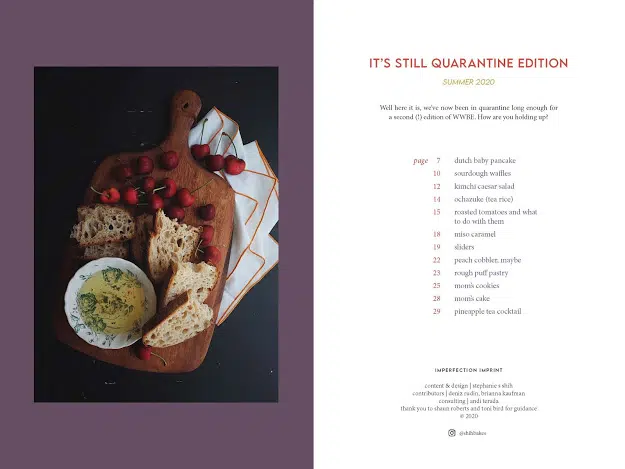 IT'S STILL QUARANTINE EDITION
SUMMER 2020
Well here it is, we've now been in quarantine long enough for
a second (!) edition of WWBE. How are you holding up?
page 7 dutch baby pancake
10 sourdough waffles
12 kimchi caesar salad
14 ochazuke (tea rice)
15 roasted tomatoes and what
to do with them
18 miso caramel
19 sliders
22 peach cobbler, maybe
23 rough puff pastry
25 mom's cookies
28 mom's cake
29 pineapple tea cocktail
IMPERFECTION IMPRINT
content & design | stephanie s shih
contributors | deniz rudin, brianna kaufman
consulting | andi terada
thank you to shaun roberts and toni bird for guidance
© 2020
@shihbakes